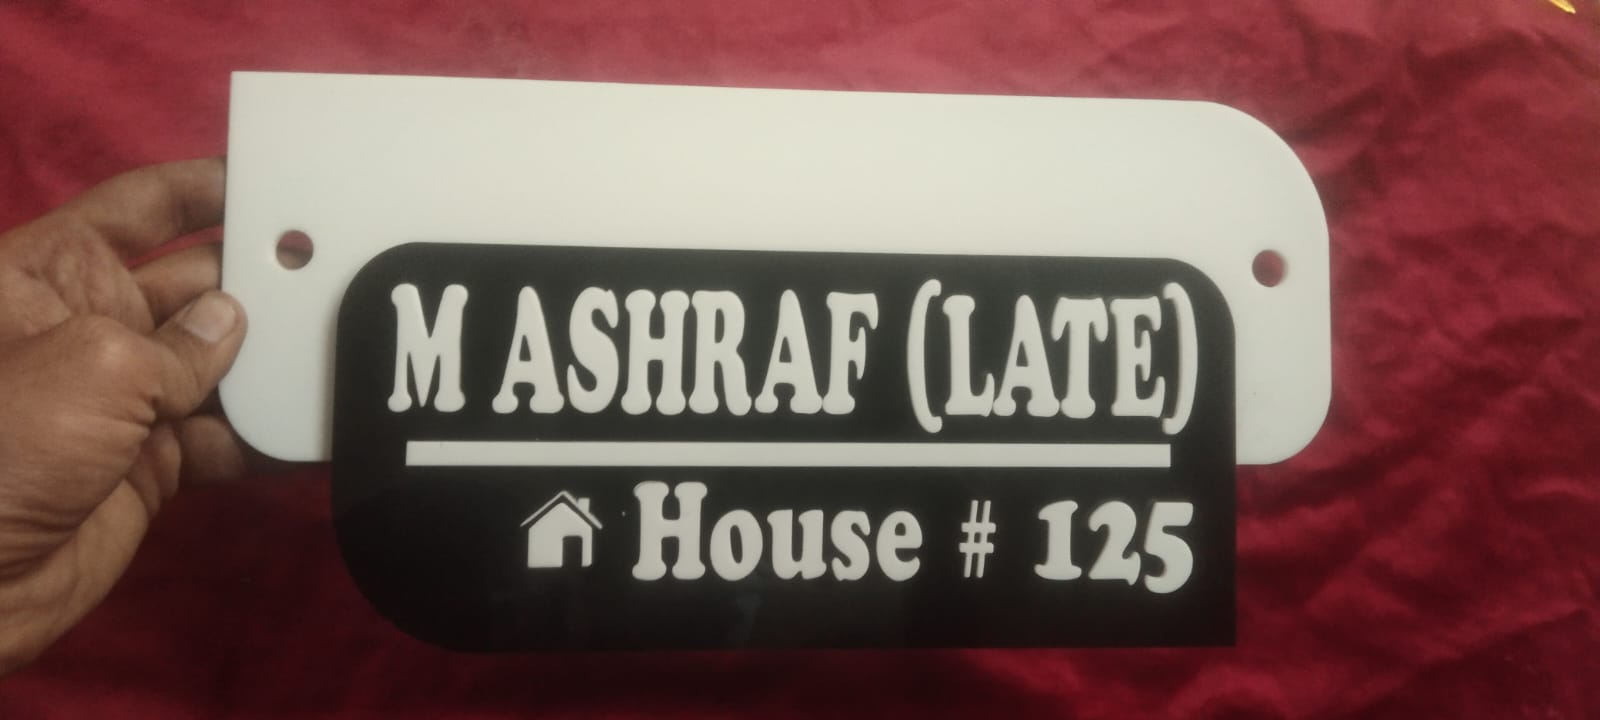 M ASHRAF (LATE)
House # 125